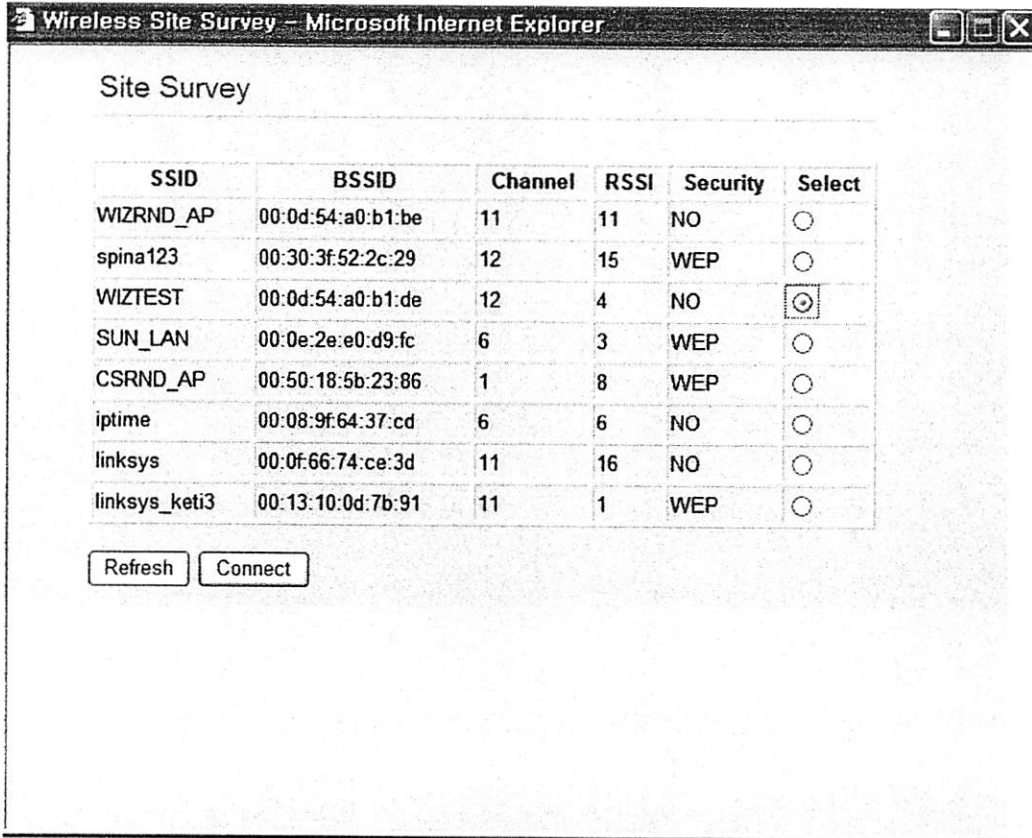 Wireless Site Survey - Microsoft Internet Explorer
Site Survey
SSID BSSID Channel RSSI Security Select
WIZRND_AP 00:0d:54:a0:b1:be 11 11 NO
spina123 00:30:3f:52:2c:29 12 15 WEP
WIZTEST 00:0d:54:a0:b1:de 12 4 NO
SUN_LAN 00:0e:2e:e0:d9:fc 6 3 WEP
CSRND_AP 00:50:18:5b:23:86 1 8 WEP
iptime 00:08:9f:64:37:cd 6 6 NO
linksys 00:0f:66:74:ce:3d 11 16 NO
linksys_keti3 00:13:10:0d:7b:91 11 1 WEP
Refresh Connect